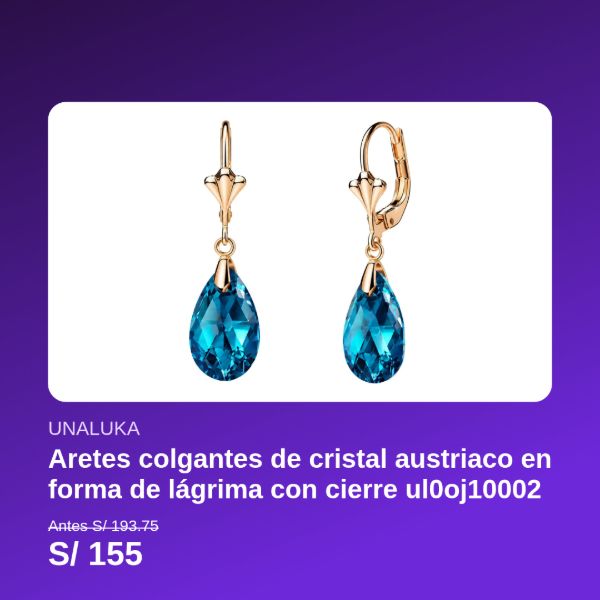 UNALUKA
Aretes colgantes de cristal austriaco en
forma de lágrima con cierre ul0oj10002
Antes S/ 193.75
S/ 155